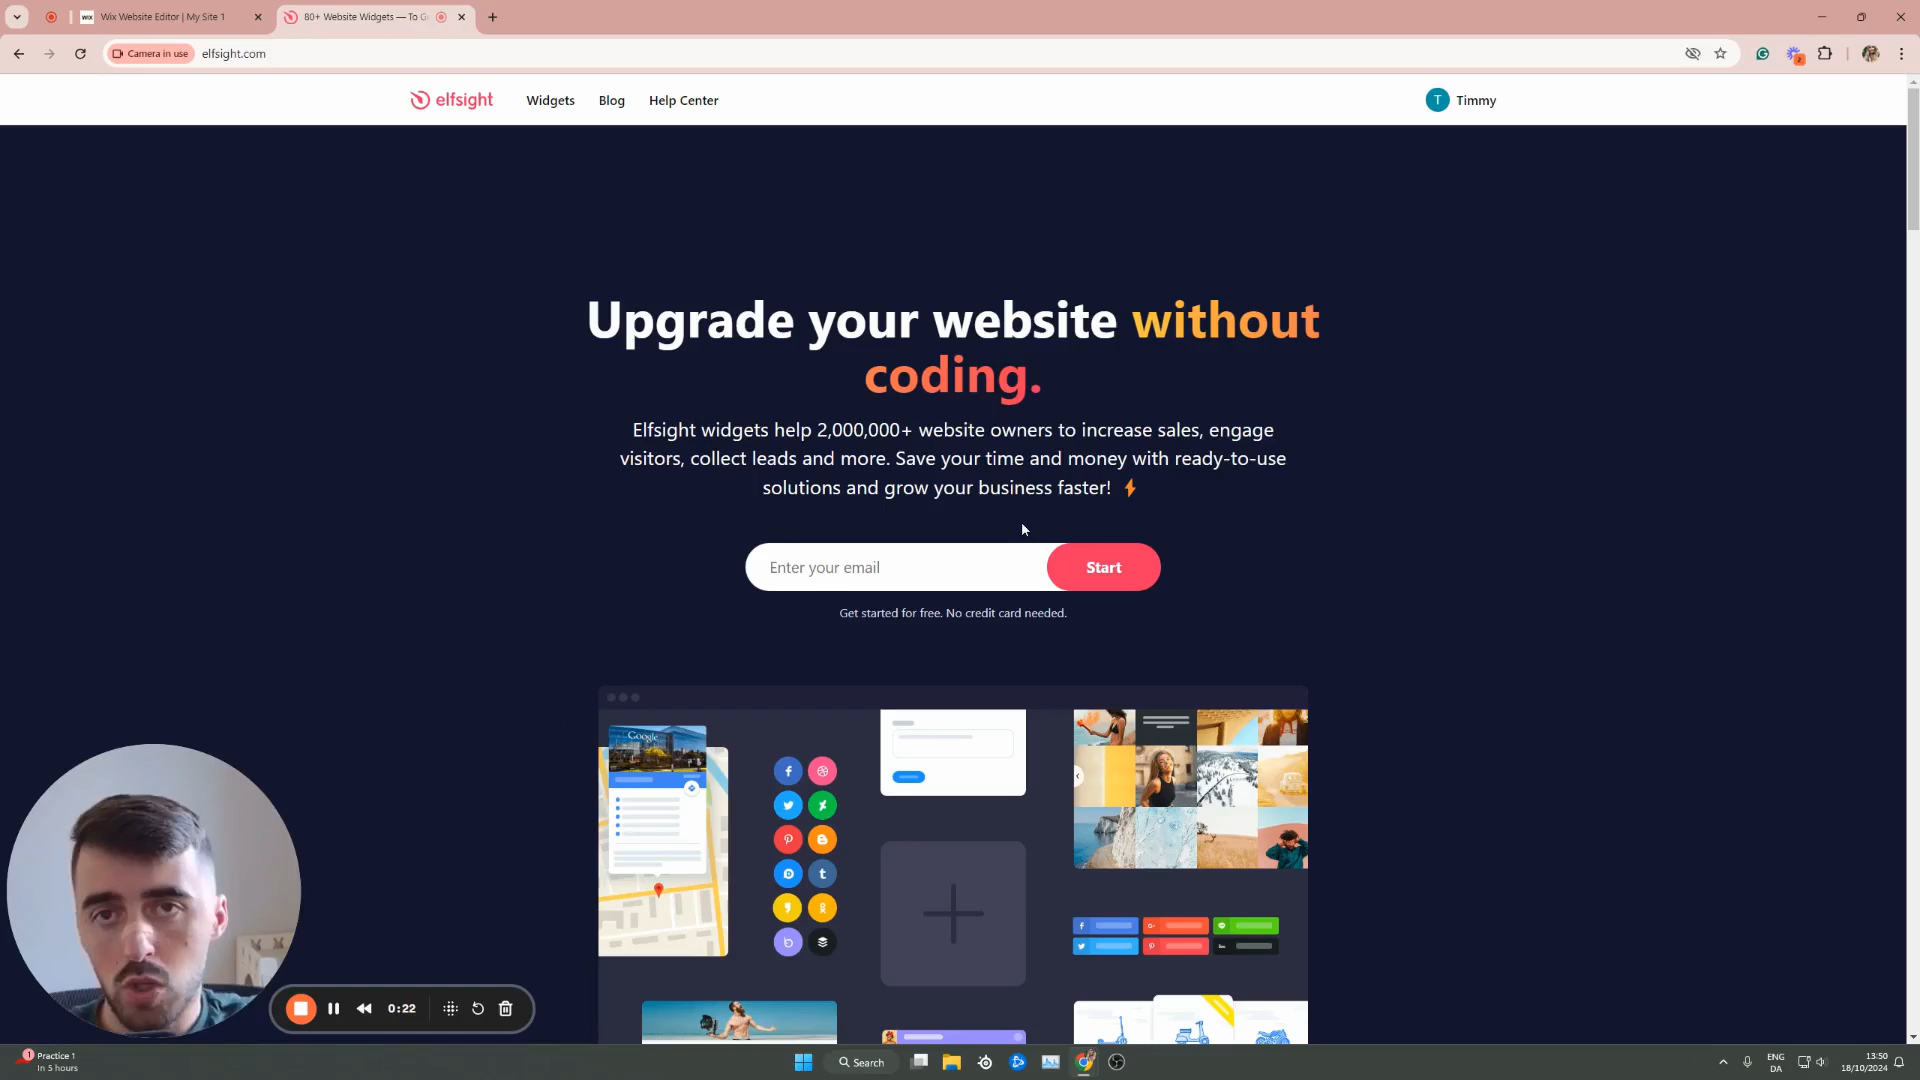 WIX Wix Website Editor | My Site 1
80+ Website Widgets — To G
Camera in use
elfsight.com
2
elfsight
Widgets
Blog
Help Center
T
Timmy
Upgrade your website without
coding.
Elfsight widgets help 2,000,000+ website owners to increase sales, engage
visitors, collect leads and more. Save your time and money with ready-to-use
solutions and grow your business faster!
Enter your email
Start
Get started for free. No credit card needed.
Google
0:22
1
Practice 1
In 5 hours
Search
ENG
DA
13:50
18/10/2024